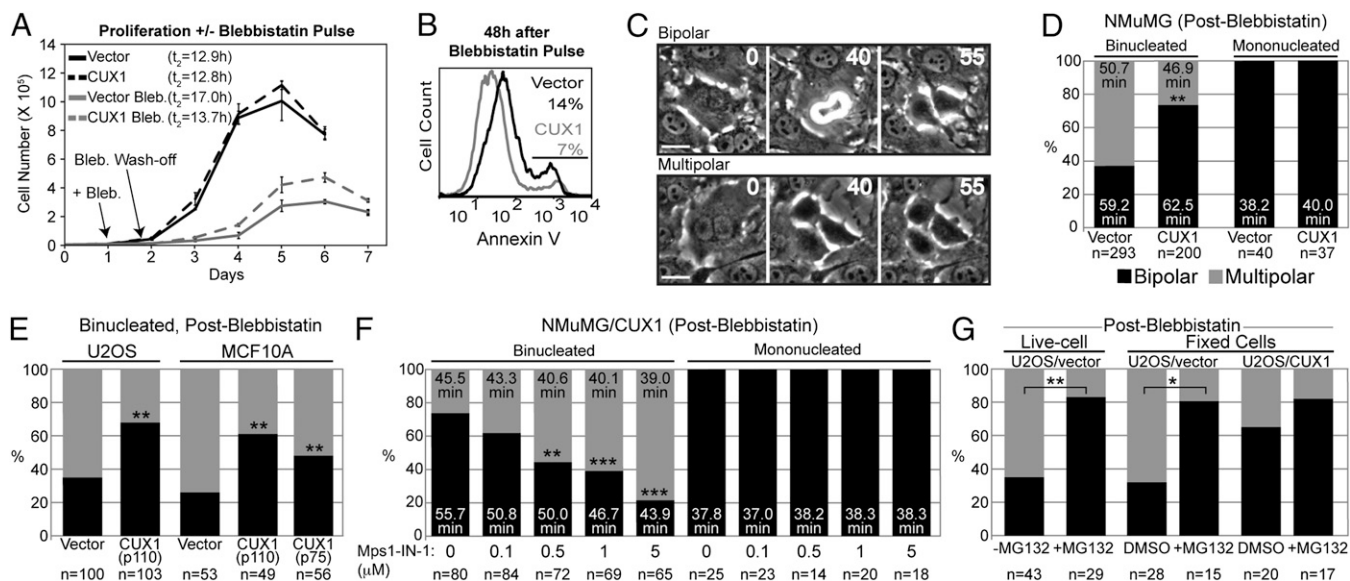 A
Proliferation +/- Blebbistatin Pulse
Cell Number (X 10⁵)
14
12
10
8
6
4
2
0
Vector (t₂=12.9h)
CUX1 (t₂=12.8h)
Vector Bleb. (t₂=17.0h)
CUX1 Bleb. (t₂=13.7h)
Bleb. Wash-off
+ Bleb.
0 1 2 3 4 5 6 7
Days
B
48h after
Blebbistatin Pulse
Cell Count
Vector
14%
CUX1
7%
10¹ 10² 10³ 10⁴
Annexin V
C
Bipolar
0 40 55
Multipolar
0 40 55
D
NMuMG (Post-Blebbistatin)
Binucleated Mononucleated
%
100
80
60
40
20
0
50.7 min
46.9 min
**
59.2 min
62.5 min
38.2 min
40.0 min
Vector CUX1 Vector CUX1
n=293 n=200 n=40 n=37
Bipolar Multipolar
E
Binucleated, Post-Blebbistatin
U2OS MCF10A
%
100
80
60
40
20
0
** ** **
Vector CUX1 (p110) Vector CUX1 (p110) CUX1 (p75)
n=100 n=103 n=53 n=49 n=56
F
NMuMG/CUX1 (Post-Blebbistatin)
Binucleated Mononucleated
%
100
80
60
40
20
0
45.5 min 43.3 min 40.6 min 40.1 min 39.0 min
** *** ***
55.7 min 50.8 min 50.0 min 46.7 min 43.9 min 37.8 min 37.0 min 38.2 min 38.3 min 38.3 min
Mps1-IN-1: 0 0.1 0.5 1 5 0 0.1 0.5 1 5
(µM)
n=80 n=84 n=72 n=69 n=65 n=25 n=23 n=14 n=20 n=18
G
Post-Blebbistatin
Live-cell Fixed Cells
U2OS/vector U2OS/vector U2OS/CUX1
%
100
80
60
40
20
0
** *
-MG132 +MG132 DMSO +MG132 DMSO +MG132
n=43 n=29 n=28 n=15 n=20 n=17